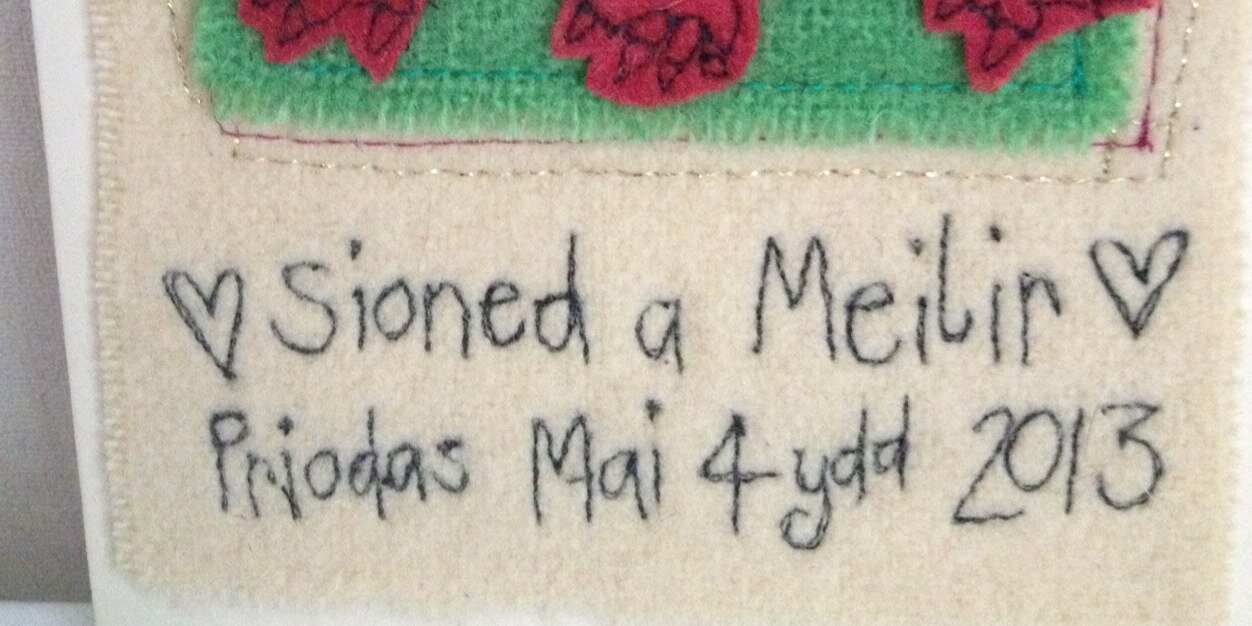 ♡ Sioned a Meilir ♡
Priodas Mai 4ydd 2013